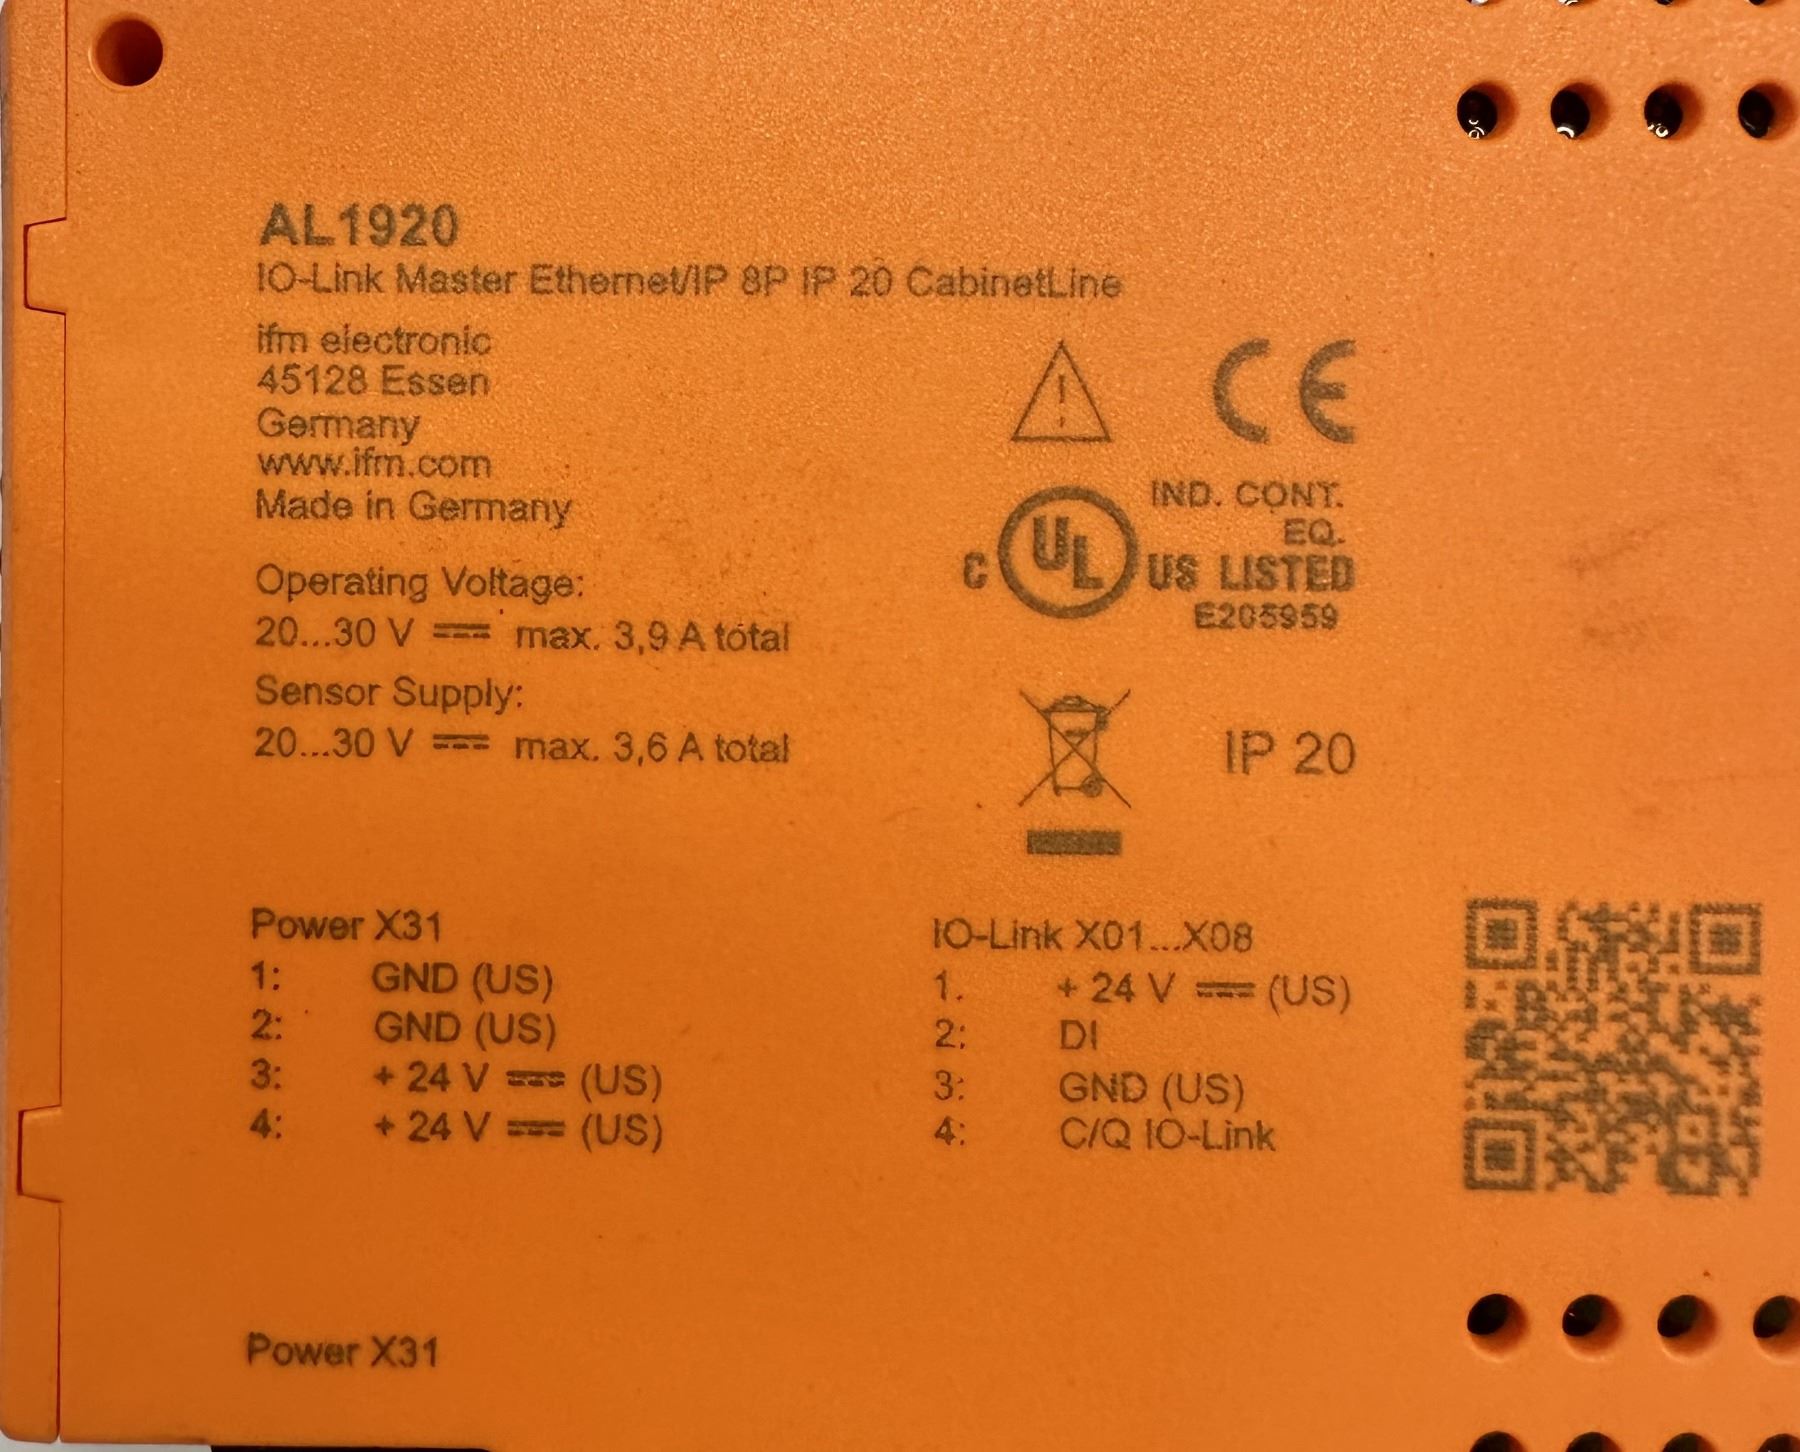 AL1920
IO-Link Master Ethernet/IP 8P IP 20 CabinetLine
ifm electronic
45128 Essen
Germany
www.ifm.com
Made in Germany
CE
IND. CONT.
EQ.
C UL US LISTED
E205959
Operating Voltage:
20...30 V ⎓ max. 3,9 A total
Sensor Supply:
20...30 V ⎓ max. 3,6 A total
IP 20
Power X31
1: GND (US)
2: GND (US)
3: + 24 V ⎓ (US)
4: + 24 V ⎓ (US)
IO-Link X01...X08
1. + 24 V ⎓ (US)
2: DI
3: GND (US)
4: C/Q IO-Link
Power X31